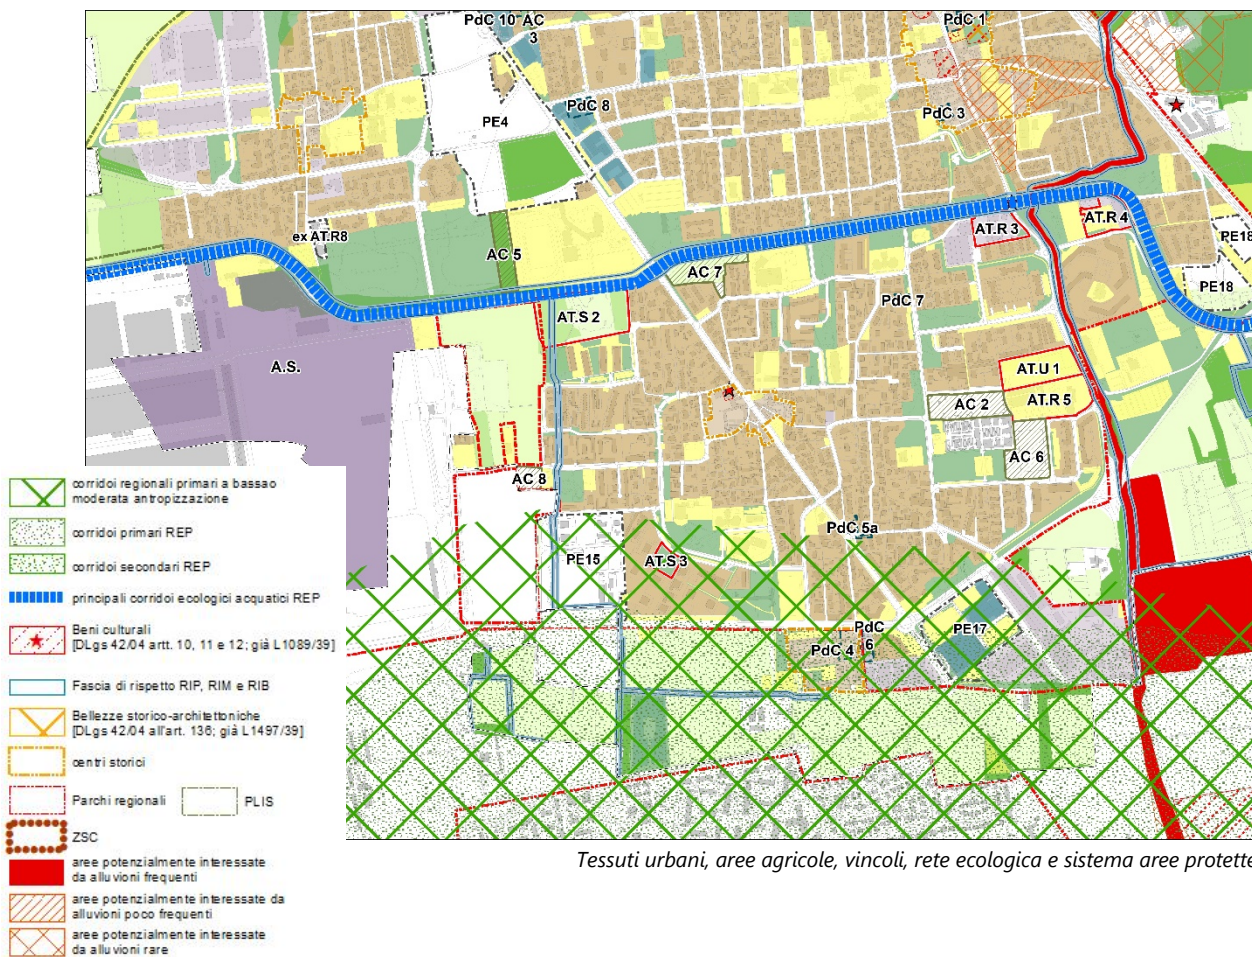 PdC 10
AC
3
PdC 1
PdC 8
PE4
PdC 3
ex AT.R8
AC 5
AT.R 3
AT.R 4
PE18
PE18
AC 7
PdC 7
AT.S 2
A.S.
AT.U 1
AT.R 5
AC 2
AC 6
AC 8
PdC 5a
PE15
AT.S 3
PE17
PdC
6
PdC 4
corridoi regionali primari a bassao
moderata antropizzazione
corridoi primari REP
corridoi secondari REP
principali corridoi ecologici acquatici REP
Beni culturali
[DLgs 42/04 artt. 10, 11 e 12; già L1089/39]
Fascia di rispetto RIP, RIM e RIB
Bellezze storico-architettoniche
[DLgs 42/04 all'art. 136; già L1497/39]
centri storici
Parchi regionali
PLIS
ZSC
aree potenzialmente interessate
da alluvioni frequenti
aree potenzialmente interessate da
alluvioni poco frequenti
aree potenzialmente interessate
da alluvioni rare
Tessuti urbani, aree agricole, vincoli, rete ecologica e sistema aree protette